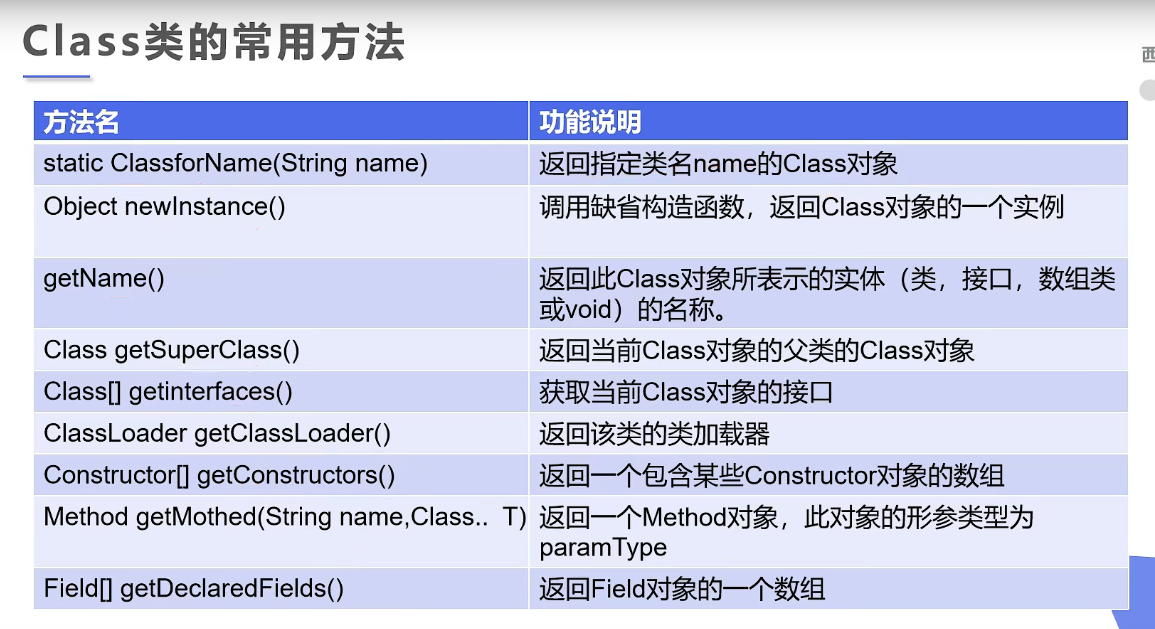 Class类的常用方法
西
方法名 功能说明
static ClassforName(String name) 返回指定类名name的Class对象
Object newInstance() 调用缺省构造函数，返回Class对象的一个实例
getName() 返回此Class对象所表示的实体（类，接口，数组类
或void）的名称。
Class getSuperClass() 返回当前Class对象的父类的Class对象
Class[] getinterfaces() 获取当前Class对象的接口
ClassLoader getClassLoader() 返回该类的类加载器
Constructor[] getConstructors() 返回一个包含某些Constructor对象的数组
Method getMothed(String name,Class.. T) 返回一个Method对象，此对象的形参类型为
paramType
Field[] getDeclaredFields() 返回Field对象的一个数组